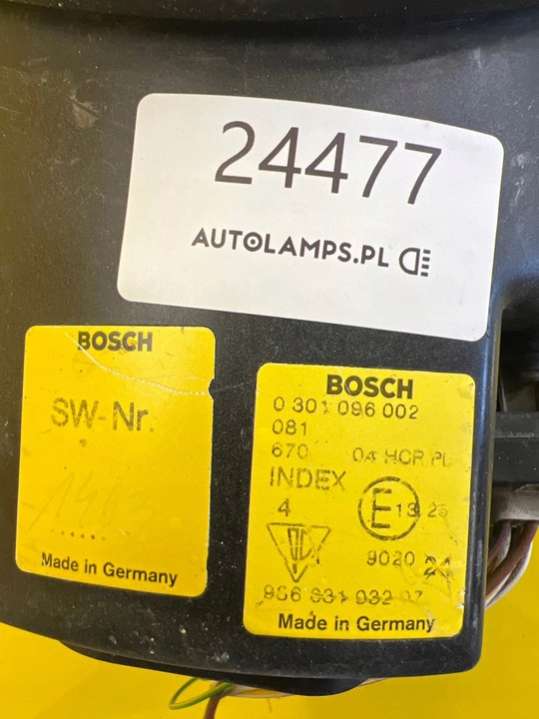 24477
AUTOLAMPS.PL
BOSCH
SW-Nr.
Made in Germany
BOSCH
0 301 096 002
081
670 04 HCR PL
INDEX
4 E 13, 25
9020 24
Made in Germany